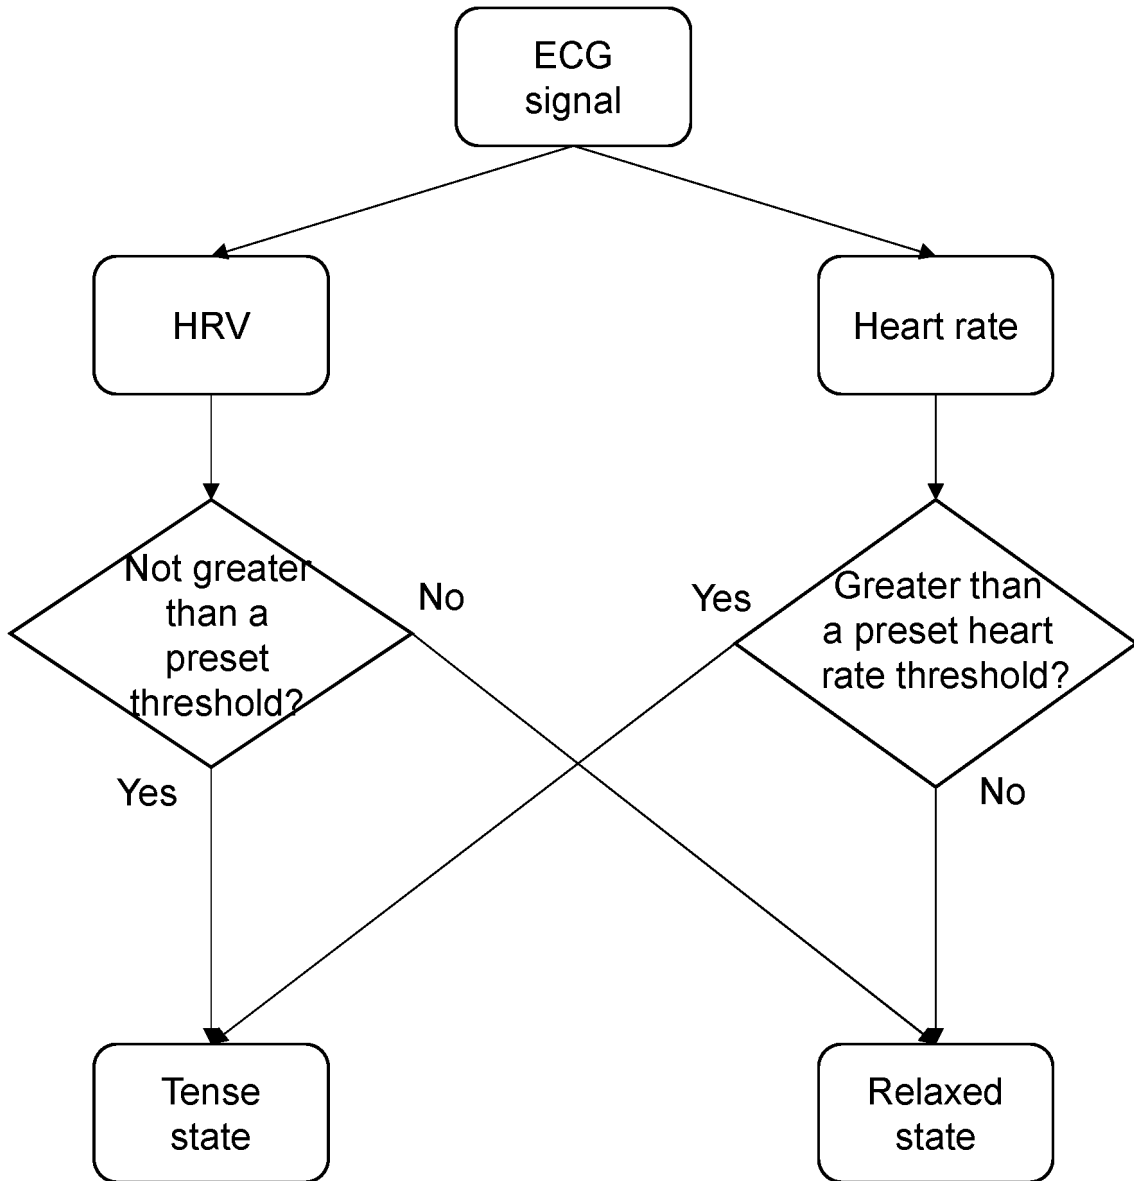 ECG
signal
HRV
Heart rate
Not greater
than a
preset
threshold?
No
Yes
Greater than
a preset heart
rate threshold?
Yes
No
Tense
state
Relaxed
state